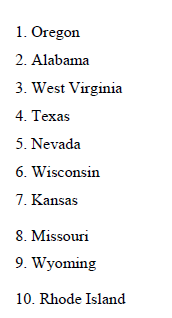 1. Oregon
2. Alabama
3. West Virginia
4. Texas
5. Nevada
6. Wisconsin
7. Kansas
8. Missouri
9. Wyoming
10. Rhode Island